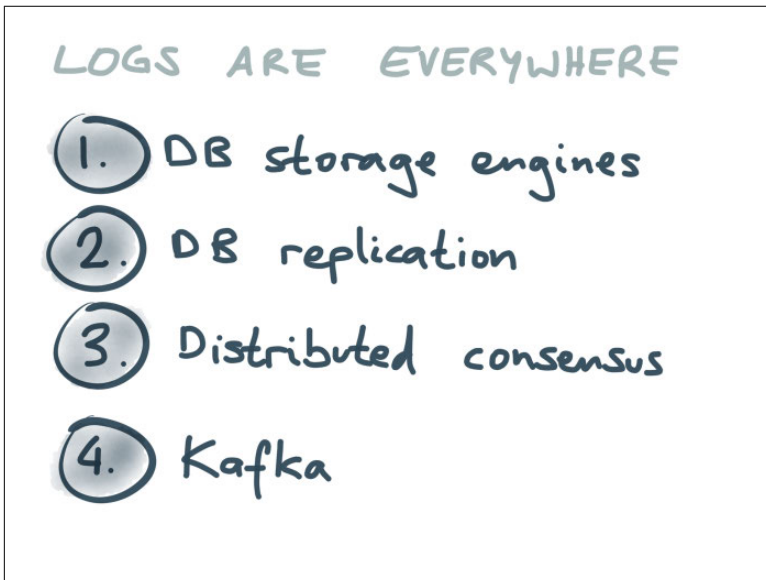 LOGS ARE EVERYWHERE
1. DB storage engines
2. DB replication
3. Distributed consensus
4. Kafka